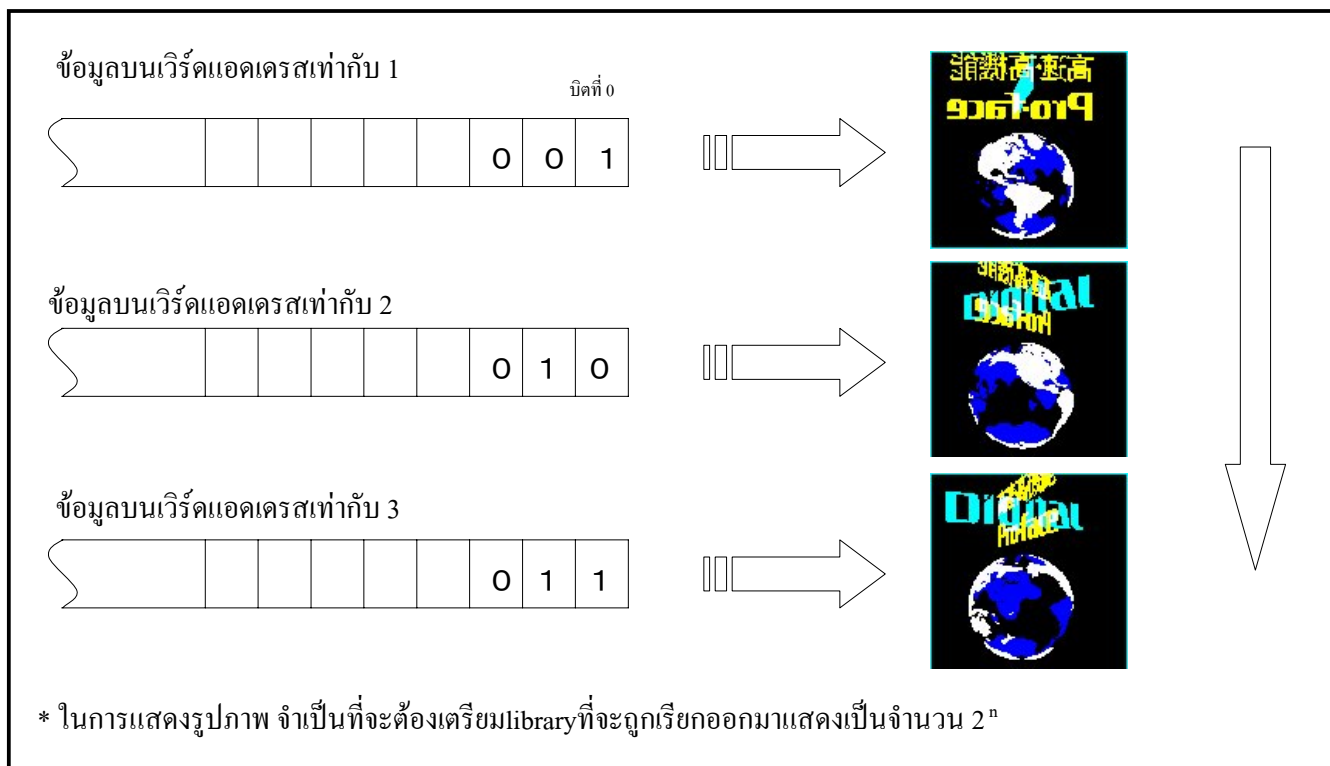 ข้อมูลบนเวิร์ดแอดเดรสเท่ากับ 1
บิตที่ 0
0 0 1
ข้อมูลบนเวิร์ดแอดเดรสเท่ากับ 2
0 1 0
Digital
Pro-face
ข้อมูลบนเวิร์ดแอดเดรสเท่ากับ 3
0 1 1
Digital
Pro-face
* ในการแสดงรูปภาพ จำเป็นที่จะต้องเตรียมlibraryที่จะถูกเรียกออกมาแสดงเป็นจำนวน 2ⁿ